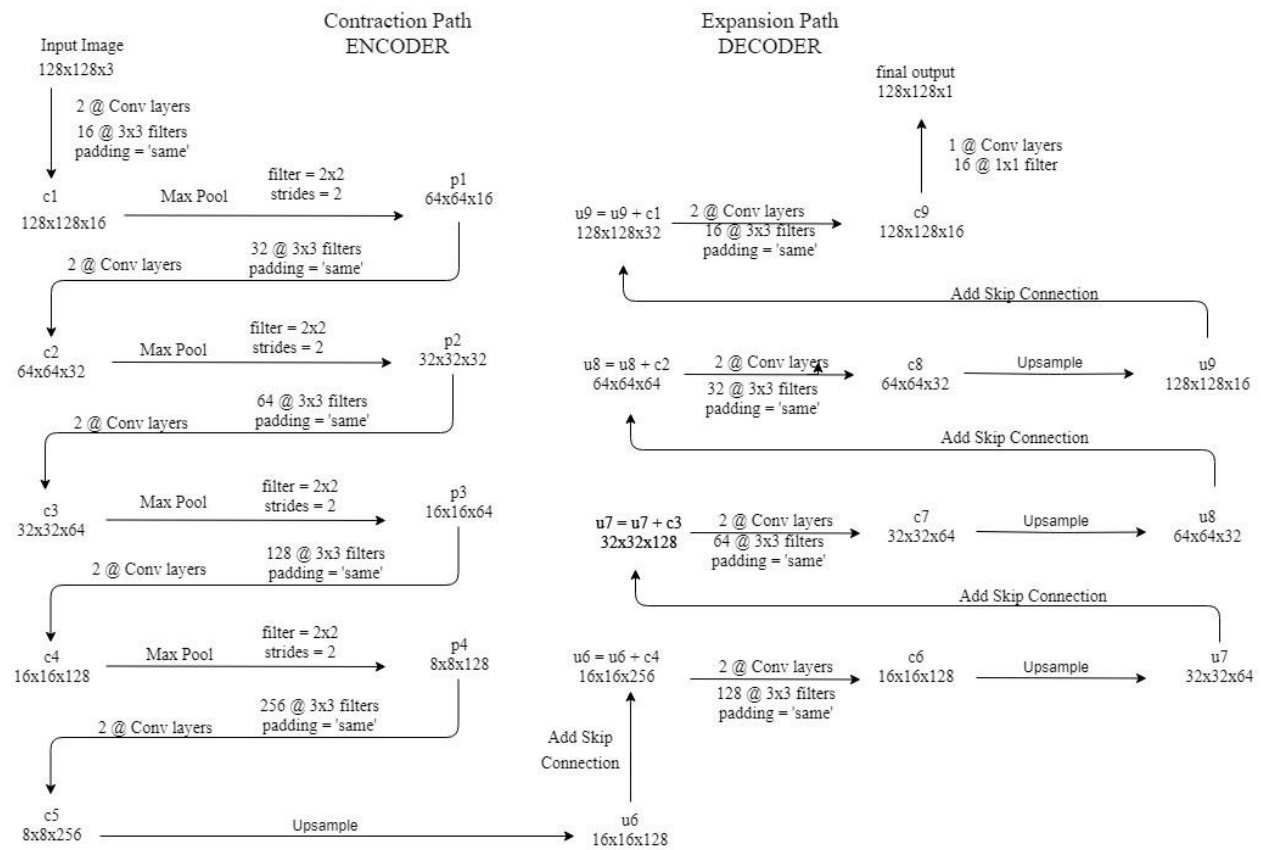 Contraction Path
ENCODER
Expansion Path
DECODER
Input Image
128x128x3
2 @ Conv layers
16 @ 3x3 filters
padding = 'same'
c1
128x128x16
Max Pool
filter = 2x2
strides = 2
p1
64x64x16
32 @ 3x3 filters
padding = 'same'
2 @ Conv layers
c2
64x64x32
Max Pool
filter = 2x2
strides = 2
p2
32x32x32
64 @ 3x3 filters
padding = 'same'
2 @ Conv layers
c3
32x32x64
Max Pool
filter = 2x2
strides = 2
p3
16x16x64
128 @ 3x3 filters
padding = 'same'
2 @ Conv layers
c4
16x16x128
Max Pool
filter = 2x2
strides = 2
p4
8x8x128
256 @ 3x3 filters
padding = 'same'
2 @ Conv layers
c5
8x8x256
Upsample
u6
16x16x128
Add Skip
Connection
u6 = u6 + c4
16x16x256
2 @ Conv layers
128 @ 3x3 filters
padding = 'same'
c6
16x16x128
Upsample
u7
32x32x64
Add Skip Connection
u7 = u7 + c3
32x32x128
2 @ Conv layers
64 @ 3x3 filters
padding = 'same'
c7
32x32x64
Upsample
u8
64x64x32
Add Skip Connection
u8 = u8 + c2
64x64x64
2 @ Conv layers
32 @ 3x3 filters
padding = 'same'
c8
64x64x32
Upsample
u9
128x128x16
Add Skip Connection
u9 = u9 + c1
128x128x32
2 @ Conv layers
16 @ 3x3 filters
padding = 'same'
c9
128x128x16
1 @ Conv layers
16 @ 1x1 filter
final output
128x128x1